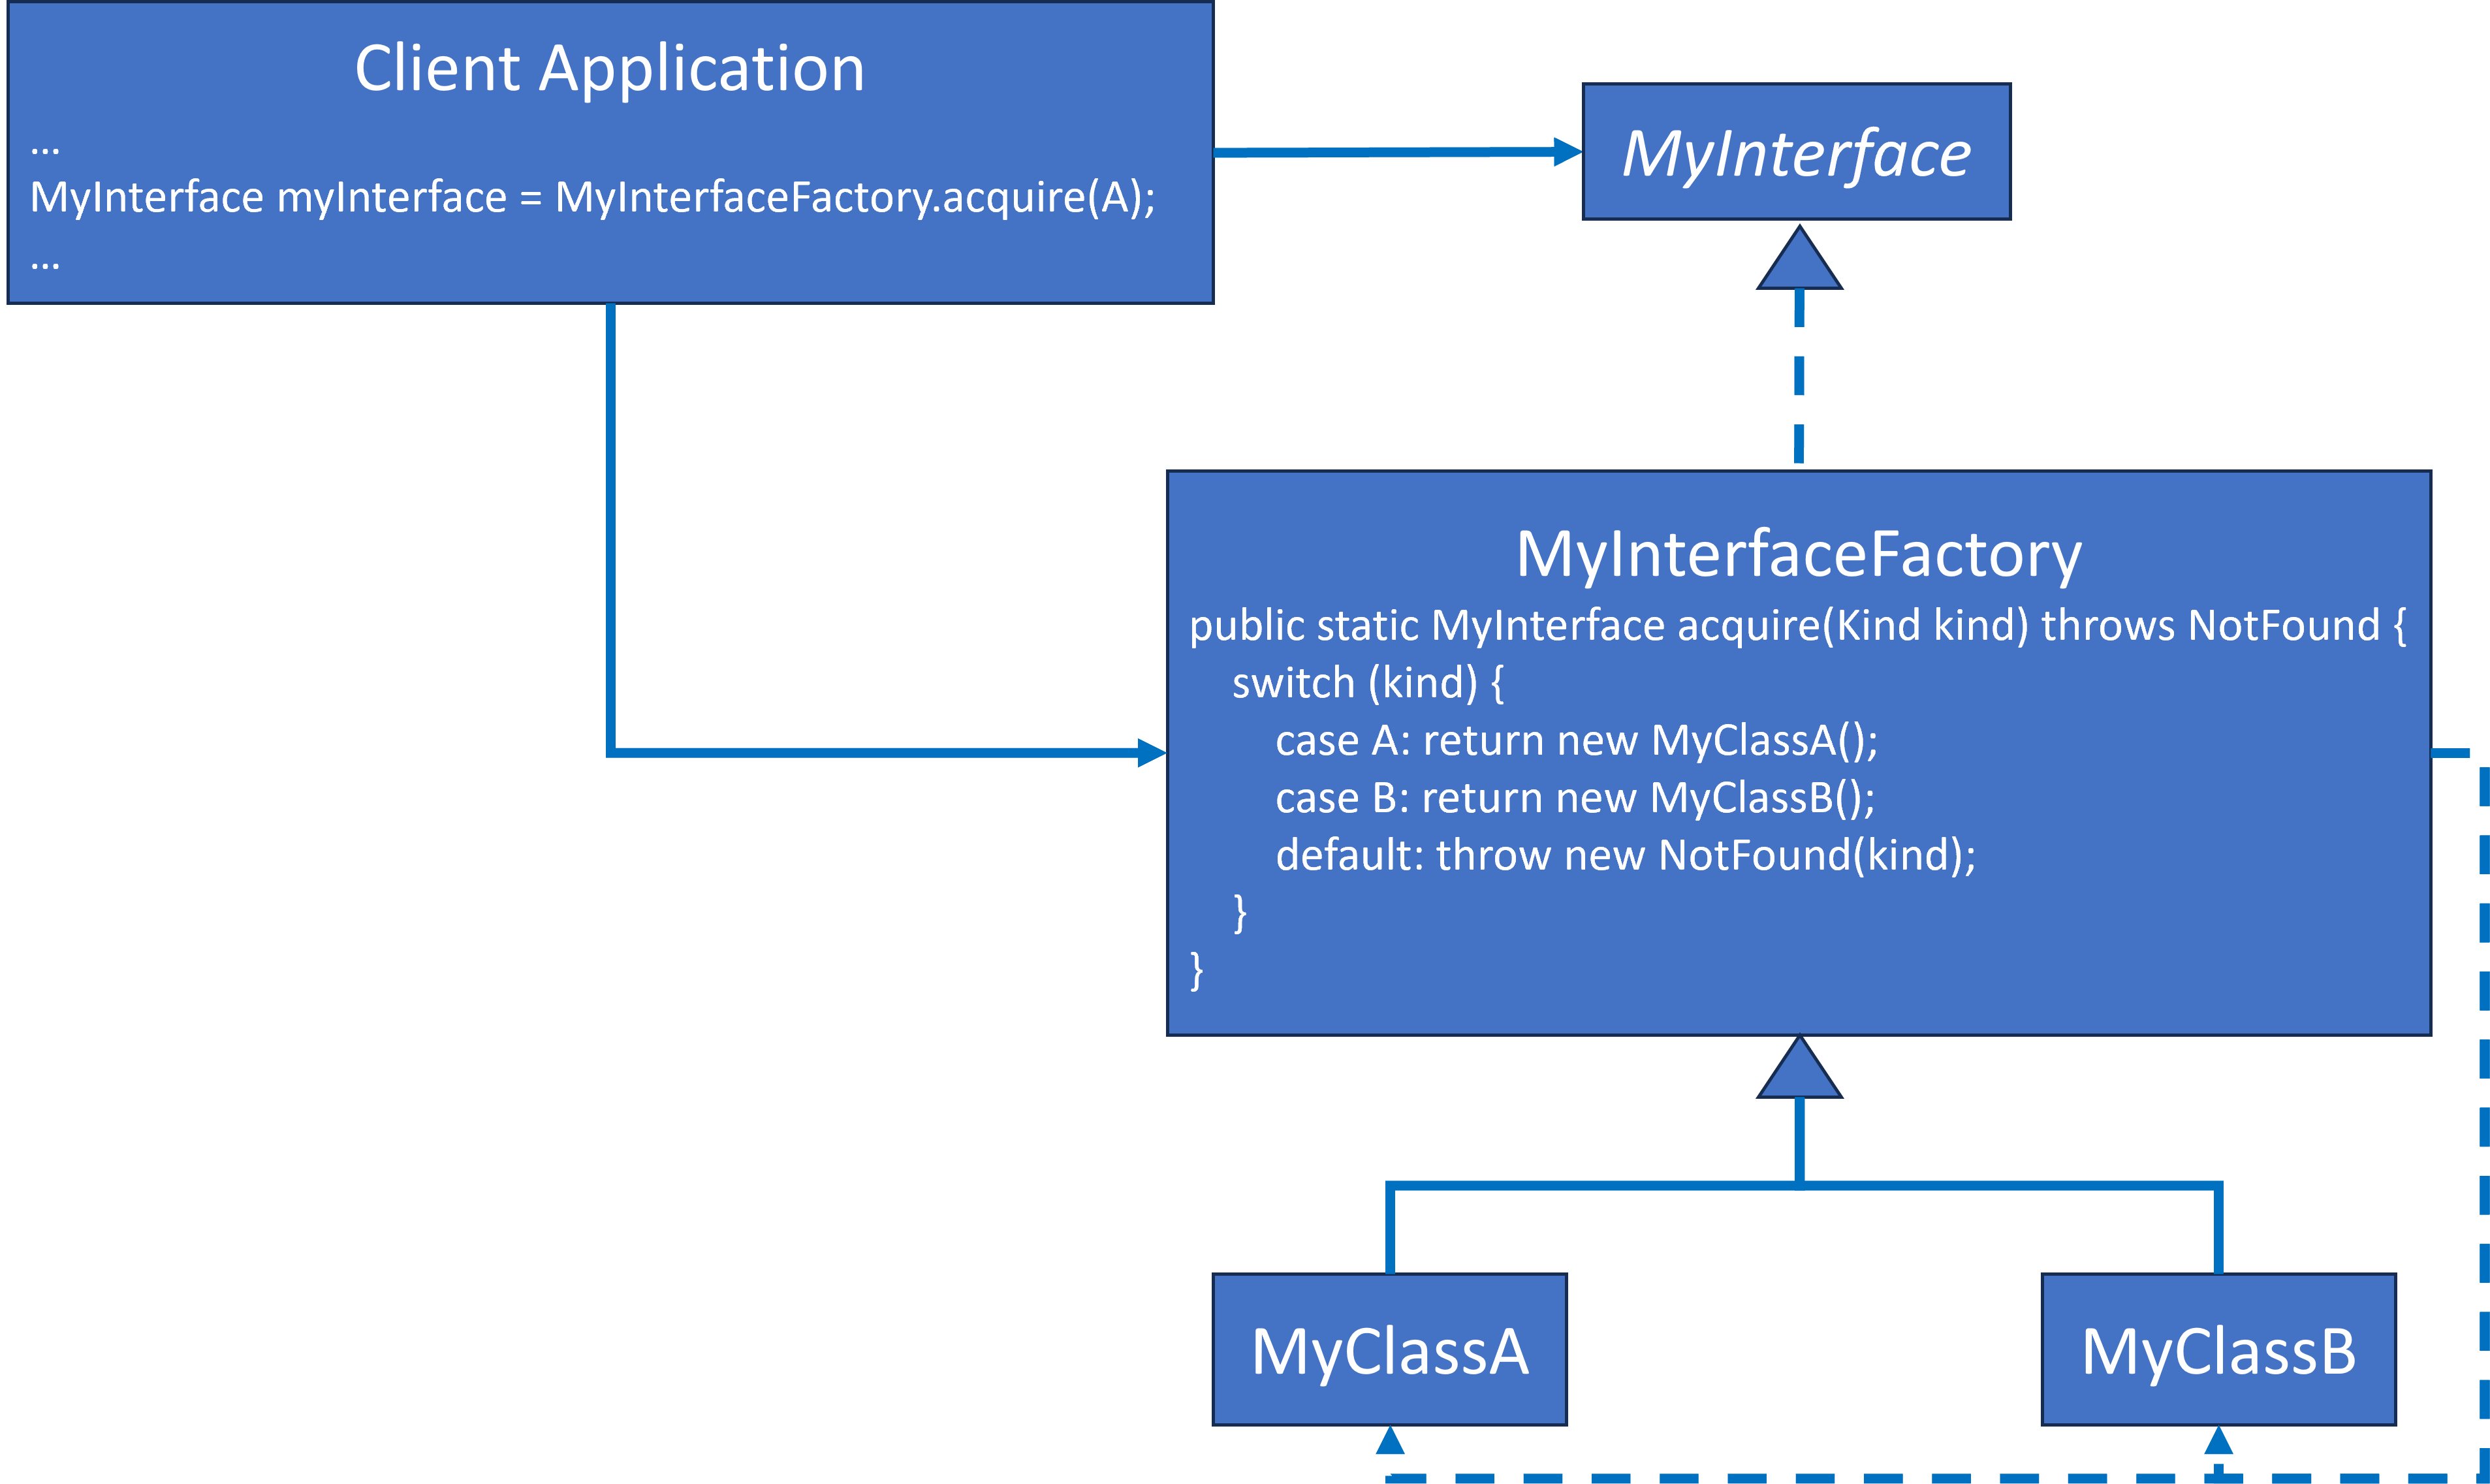 Client Application
...
MyInterface myInterface = MyInterfaceFactory.acquire(A);
...
MyInterface
MyInterfaceFactory
public static MyInterface acquire(Kind kind) throws NotFound {
switch (kind) {
case A: return new MyClassA();
case B: return new MyClassB();
default: throw new NotFound(kind);
}
}
MyClassA
MyClassB